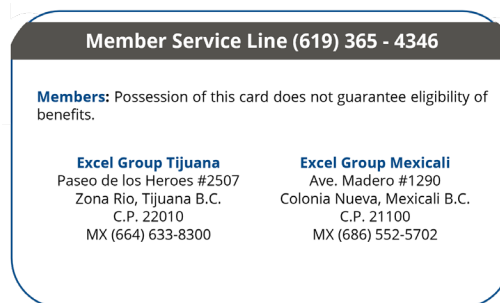 Member Service Line (619) 365 - 4346
Members: Possession of this card does not guarantee eligibility of
benefits.
Excel Group Tijuana
Paseo de los Heroes #2507
Zona Rio, Tijuana B.C.
C.P. 22010
MX (664) 633-8300
Excel Group Mexicali
Ave. Madero #1290
Colonia Nueva, Mexicali B.C.
C.P. 21100
MX (686) 552-5702